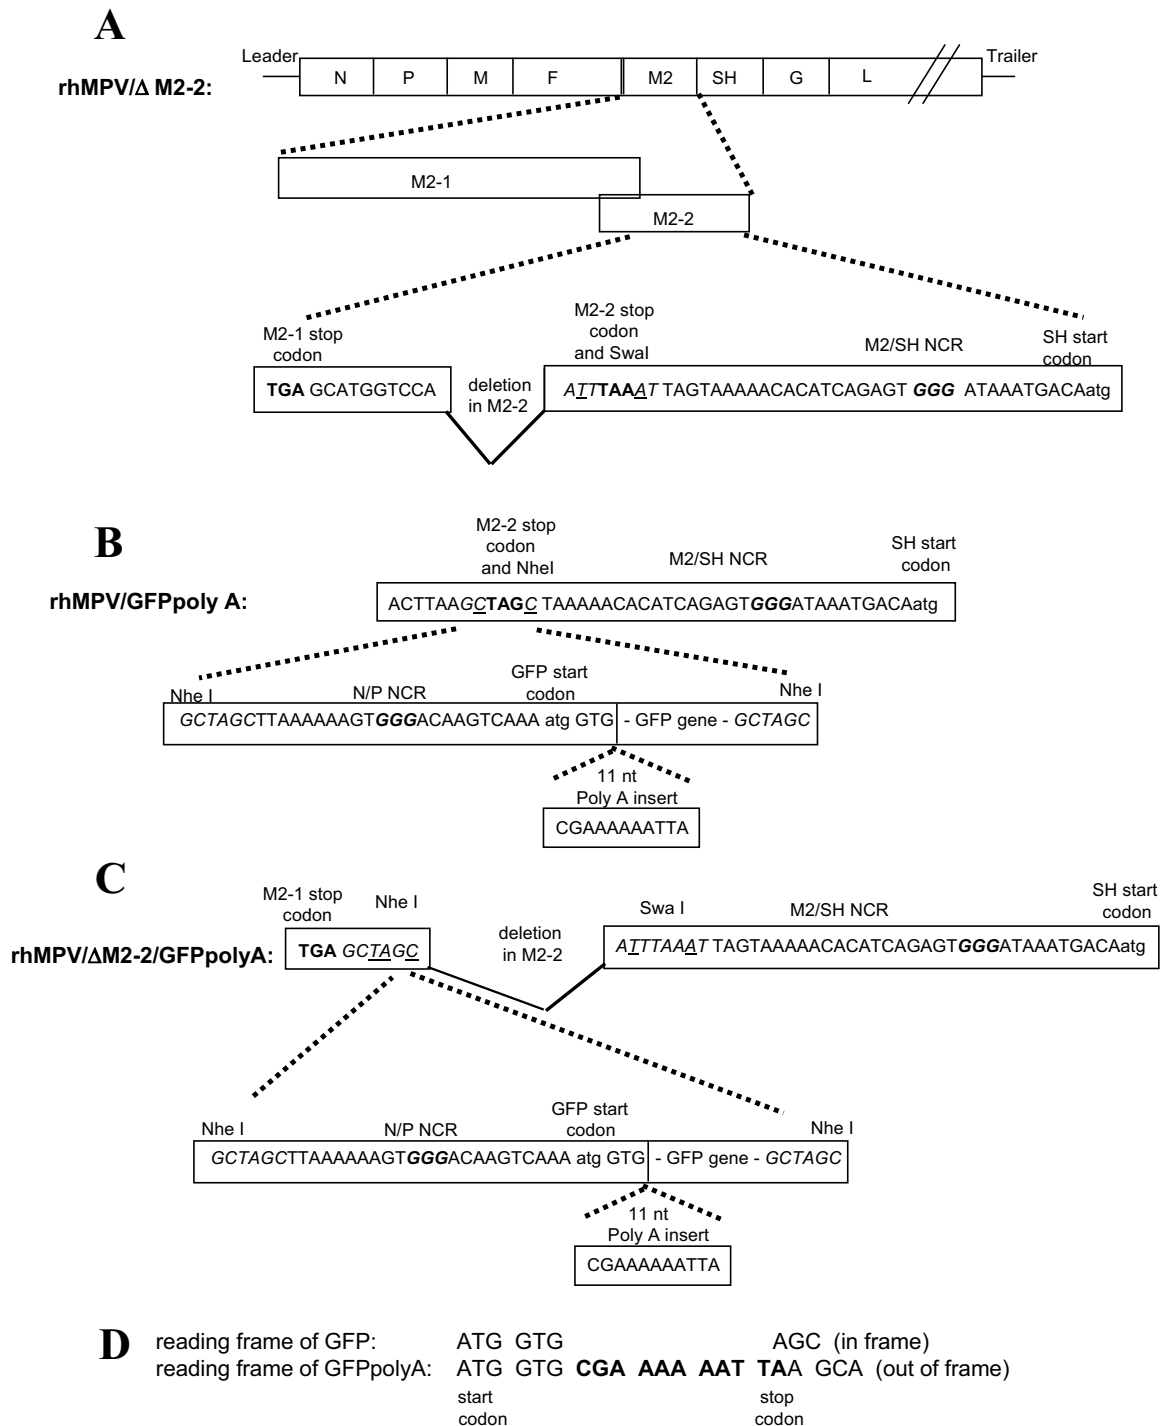 A
Leader
Trailer
rhMPV/Δ M2-2:
N P M F M2 SH G L
M2-1
M2-2
M2-1 stop
codon
M2-2 stop
codon
and SwaI
M2/SH NCR
SH start
codon
TGA GCATGGTCCA
deletion
in M2-2
ATTTAAAT TAGTAAAAACACATCAGAGT GGG ATAAATGACAatg
B
M2-2 stop
codon
and NheI
M2/SH NCR
SH start
codon
rhMPV/GFPpoly A:
ACTTAAGCTAGC TAAAAACACATCAGAGTGGGATAAATGACAatg
Nhe I
N/P NCR
GFP start
codon
Nhe I
GCTAGCTTAAAAAAGTGGGACAAGTCAAA atg GTG - GFP gene - GCTAGC
11 nt
Poly A insert
CGAAAAAATTA
C
M2-1 stop
codon
Nhe I
deletion
in M2-2
Swa I
M2/SH NCR
SH start
codon
rhMPV/ΔM2-2/GFPpolyA:
TGA GCTAGC
ATTTAAAT TAGTAAAAACACATCAGAGTGGGATAAATGACAatg
Nhe I
N/P NCR
GFP start
codon
Nhe I
GCTAGCTTAAAAAAGTGGGACAAGTCAAA atg GTG - GFP gene - GCTAGC
11 nt
Poly A insert
CGAAAAAATTA
D
reading frame of GFP: ATG GTG AGC (in frame)
reading frame of GFPpolyA: ATG GTG CGA AAA AAT TAA GCA (out of frame)
start
codon
stop
codon